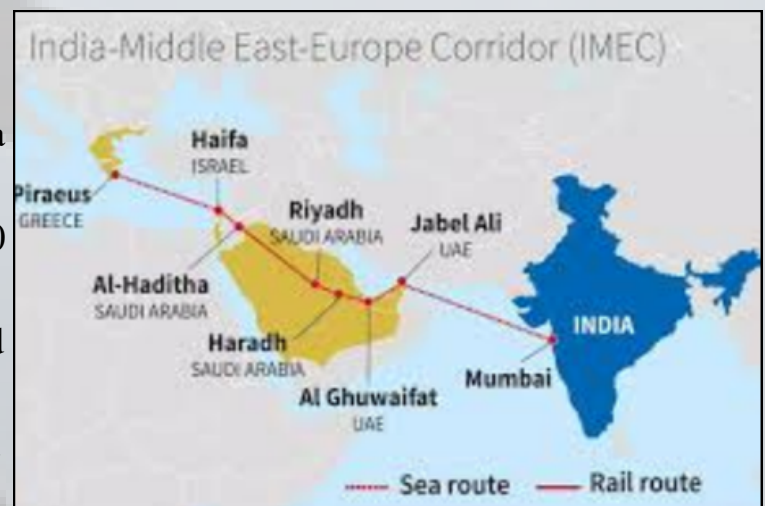 India-Middle East-Europe Corridor (IMEC)
Haifa
ISRAEL
Piraeus
GREECE
Riyadh
SAUDI ARABIA
Jabel Ali
UAE
Al-Haditha
SAUDI ARABIA
INDIA
Haradh
SAUDI ARABIA
Mumbai
Al Ghuwaifat
UAE
Sea route
Rail route